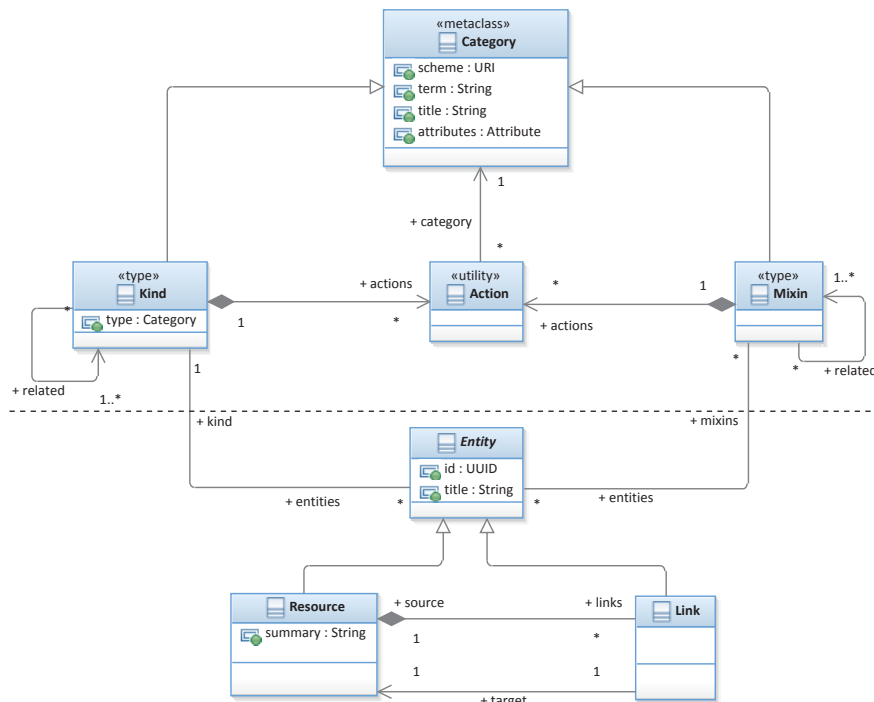 «metaclass»
Category
scheme : URI
term : String
title : String
attributes : Attribute
1
+ category
*
«type»
Kind
type : Category
*
+ related
1..*
1
+ actions
*
1
«utility»
Action
*
+ actions
1
«type»
Mixin
1..*
*
+ related
*
+ kind
+ mixins
Entity
id : UUID
title : String
+ entities
*
*
+ entities
Resource
summary : String
+ source
+ links
1
*
1
1
+ target
Link